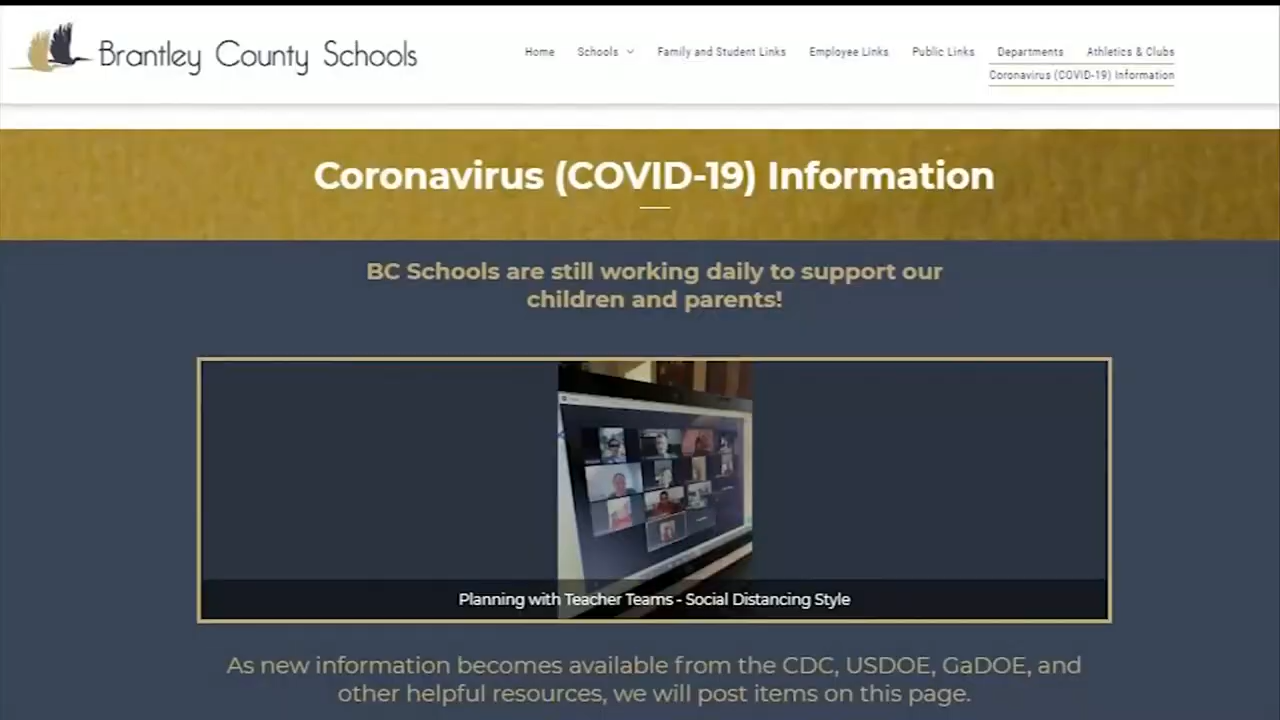 Brantley County Schools
Home Schools Family and Student Links Employee Links Public Links Departments Athletics & Clubs
Coronavirus (COVID-19) Information
Coronavirus (COVID-19) Information
BC Schools are still working daily to support our
children and parents!
Planning with Teacher Teams - Social Distancing Style
As new information becomes available from the CDC, USDOE, GaDOE, and
other helpful resources, we will post items on this page.